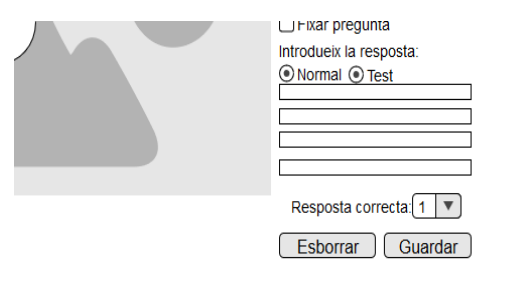 Fixar pregunta
Introdueix la resposta:
Normal Test
Resposta correcta: 1
Esborrar Guardar